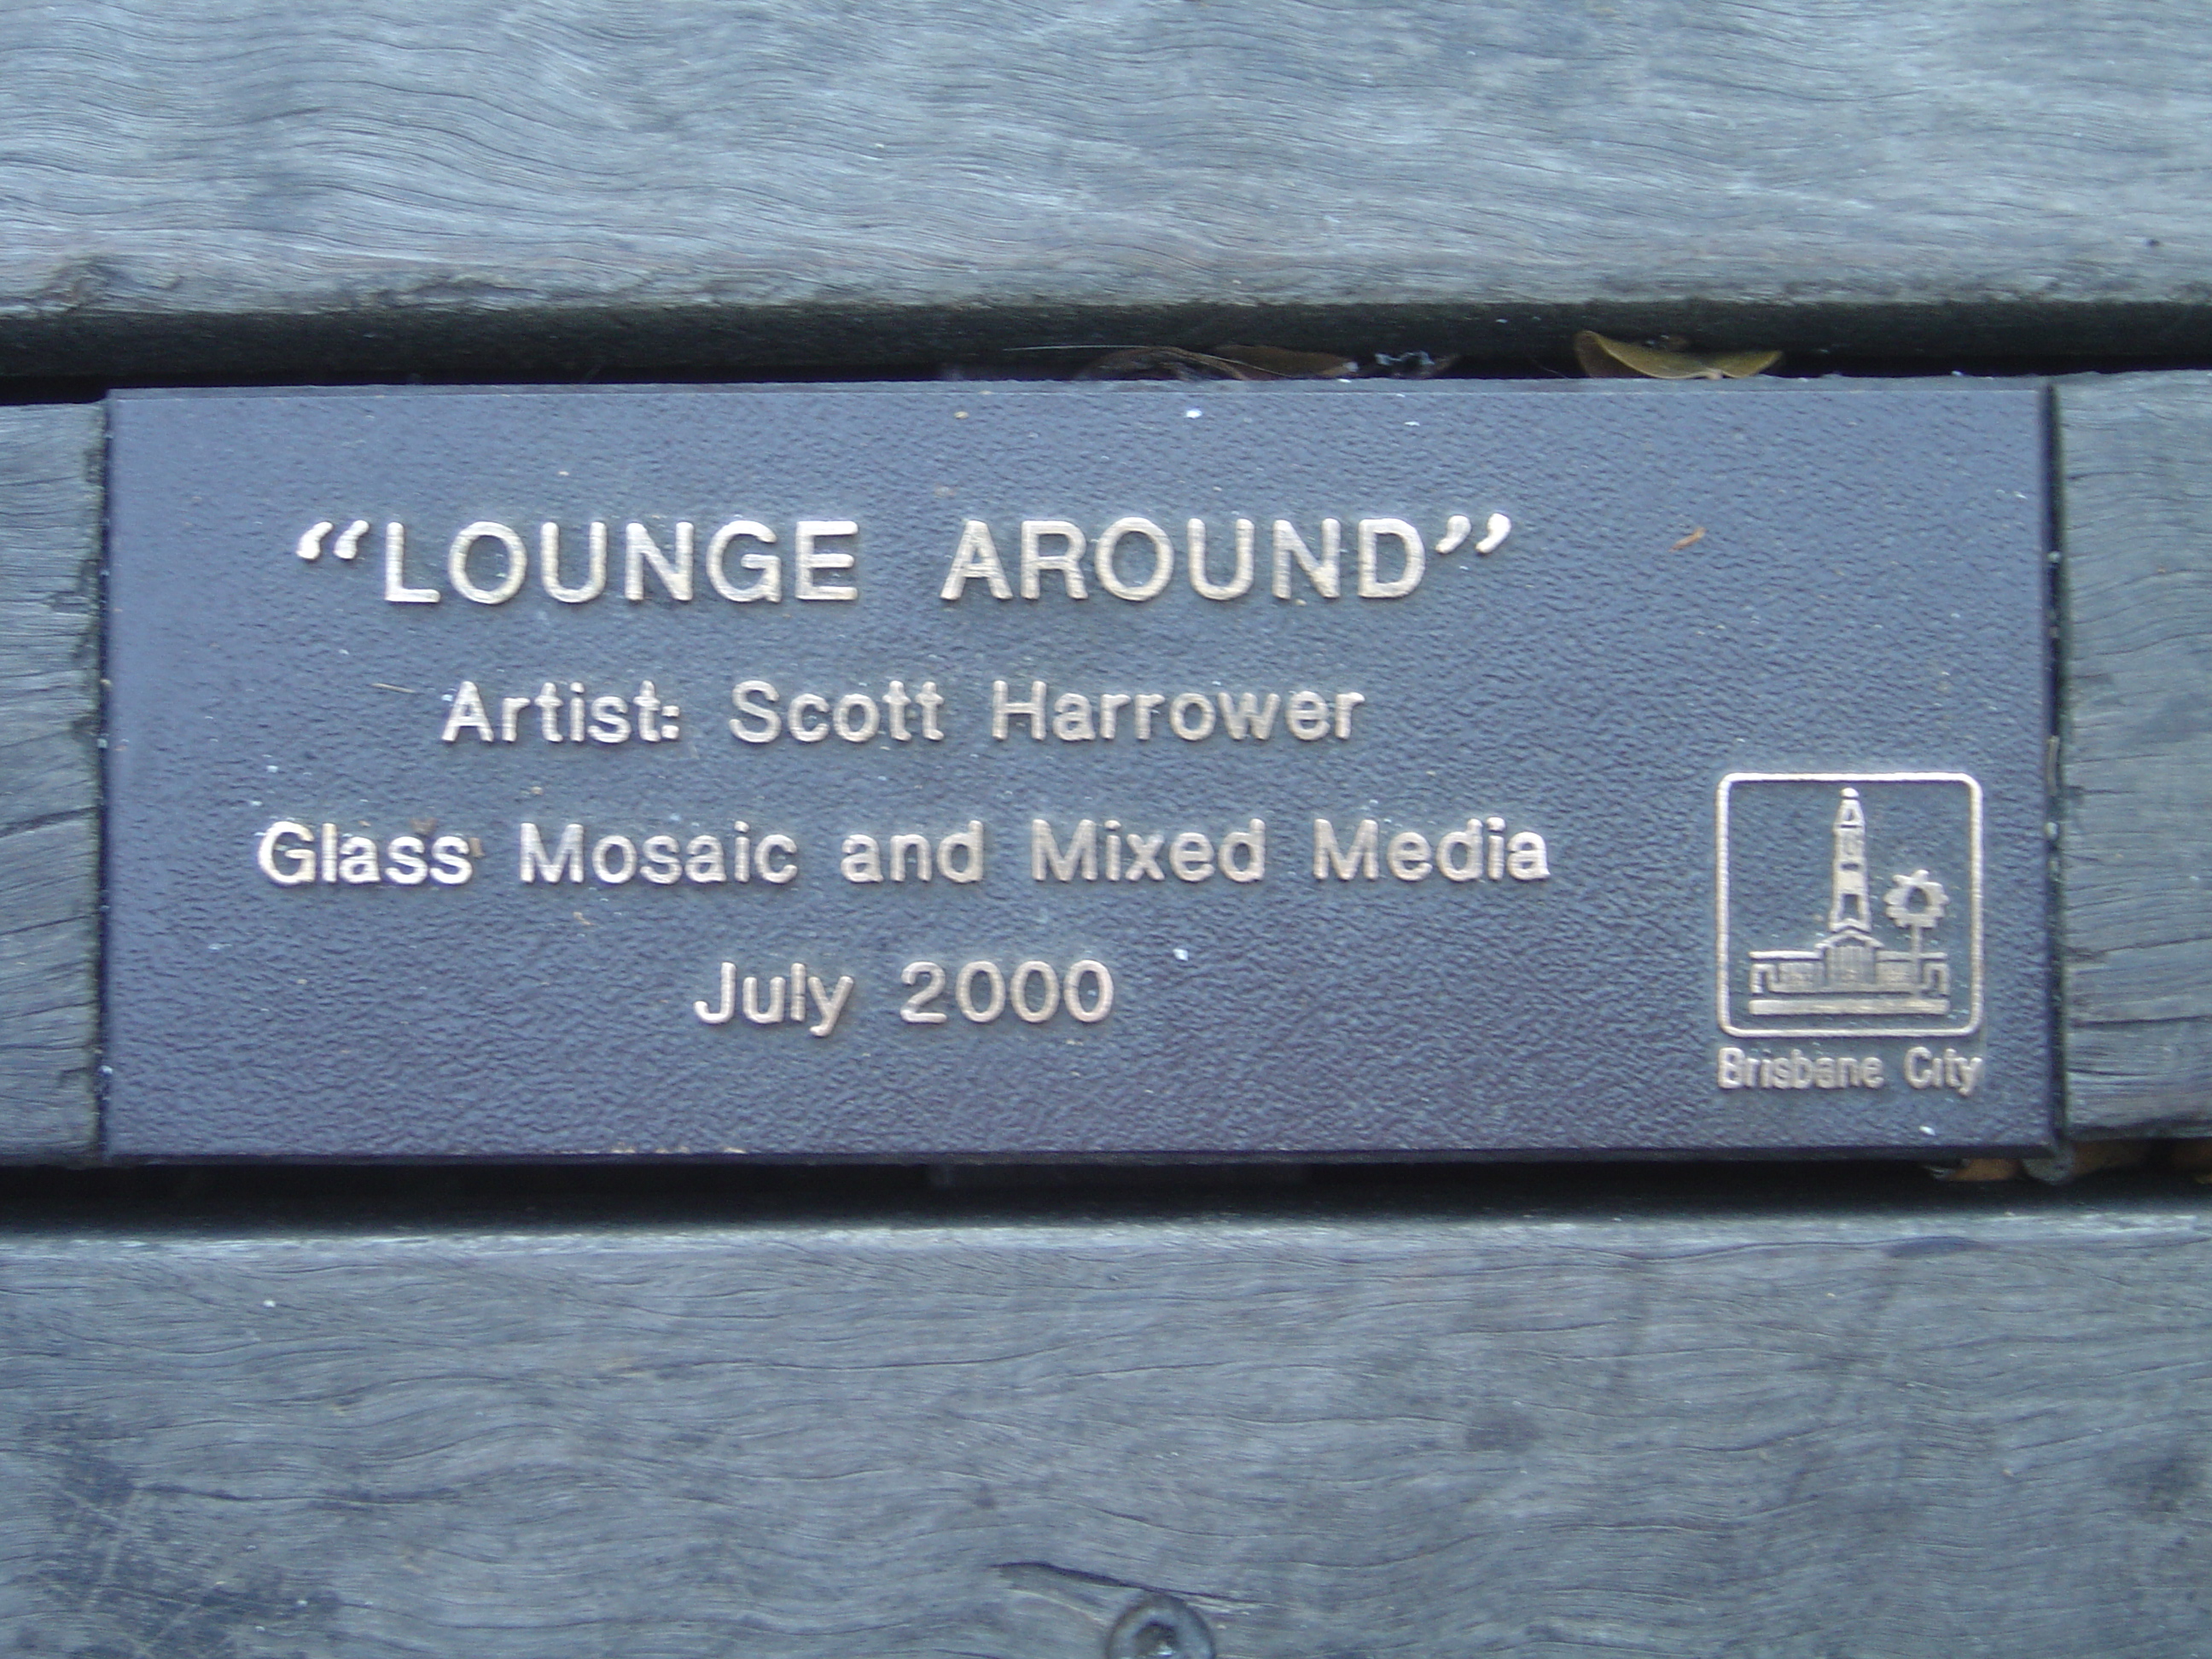 “LOUNGE AROUND”
Artist: Scott Harrower
Glass Mosaic and Mixed Media
July 2000
Brisbane City